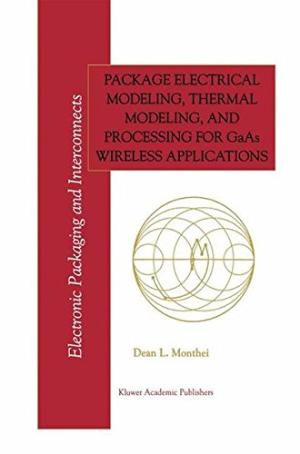 PACKAGE ELECTRICAL
MODELING, THERMAL
MODELING, AND
PROCESSING FOR GaAs
WIRELESS APPLICATIONS
Electronic Packaging and Interconnects
Dean L. Monthei
Kluwer Academic Publishers